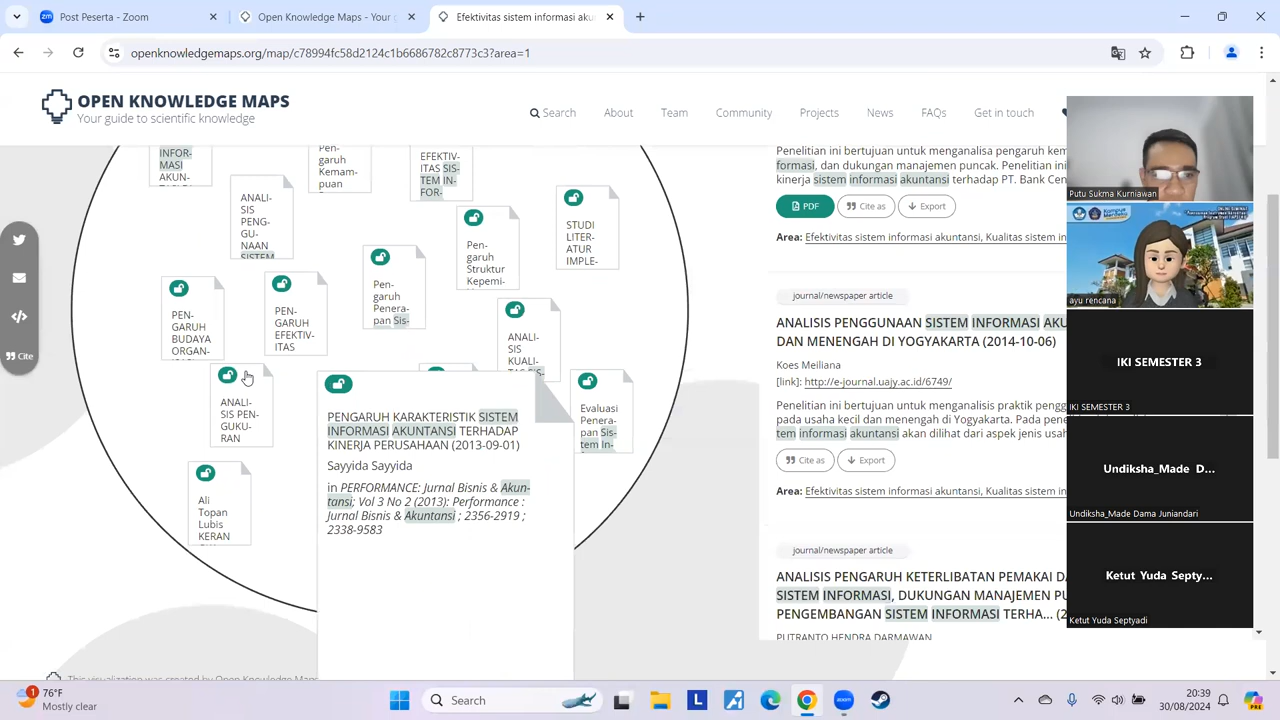 Post Peserta - Zoom
Open Knowledge Maps - Your g
Efektivitas sistem informasi aku
openknowledgemaps.org/map/c78994fc58d2124c1b6686782c8773c3?area=1
OPEN KNOWLEDGE MAPS
Your guide to scientific knowledge
Search
About
Team
Community
Projects
News
FAQs
Get in touch
INFOR-
MASI
AKUN-
Pen-
garuh
Kemam-
puan
EFEKTIV-
ITAS SIS-
TEM IN-
FOR-
ANALI-
SIS
PENG-
GU-
NAAN
SISTEM
Pen-
garuh
Struktur
Kepemi-
STUDI
LITER-
ATUR
IMPLE-
PEN-
GARUH
BUDAYA
ORGAN-
PEN-
GARUH
EFEKTIV-
ITAS
Pen-
garuh
Penera-
pan Sis-
ANALI-
SIS
KUALI-
ANALI-
SIS PEN-
GUKU-
RAN
Evaluasi
Penera-
pan Sis-
tem In-
Ali
Topan
Lubis
KERAN
PENGARUH KARAKTERISTIK SISTEM
INFORMASI AKUNTANSI TERHADAP
KINERJA PERUSAHAAN (2013-09-01)
Sayyida Sayyida
in PERFORMANCE: Jurnal Bisnis & Akun-
tansi; Vol 3 No 2 (2013): Performance :
Jurnal Bisnis & Akuntansi ; 2356-2919 ;
2338-9583
Cite
This visualization was created by Open Knowledge Maps
Penelitian ini bertujuan untuk menganalisa pengaruh kem
formasi, dan dukungan manajemen puncak. Penelitian ini
kinerja sistem informasi akuntansi terhadap PT. Bank Cen
PDF
Cite as
Export
Area: Efektivitas sistem informasi akuntansi, Kualitas sistem in
journal/newspaper article
ANALISIS PENGGUNAAN SISTEM INFORMASI AKU
DAN MENENGAH DI YOGYAKARTA (2014-10-06)
Koes Meiliana
[link]: http://e-journal.uajy.ac.id/6749/
Penelitian ini bertujuan untuk menganalisis praktik pengg
pada usaha kecil dan menengah di Yogyakarta. Pada pene
tem informasi akuntansi akan dilihat dari aspek jenis usah
Cite as
Export
Area: Efektivitas sistem informasi akuntansi, Kualitas sistem in
journal/newspaper article
ANALISIS PENGARUH KETERLIBATAN PEMAKAI DA
SISTEM INFORMASI, DUKUNGAN MANAJEMEN PU
PENGEMBANGAN SISTEM INFORMASI TERHA... (2
PUTRANTO HENDRA DARMAWAN
Putu Sukma Kurniawan
ayu rencana
IKI SEMESTER 3
IKI SEMESTER 3
Undiksha_Made D...
Undiksha_Made Dama Juniandari
Ketut Yuda Septy...
Ketut Yuda Septyadi
1
76°F
Mostly clear
Search
zoom
20:39
30/08/2024